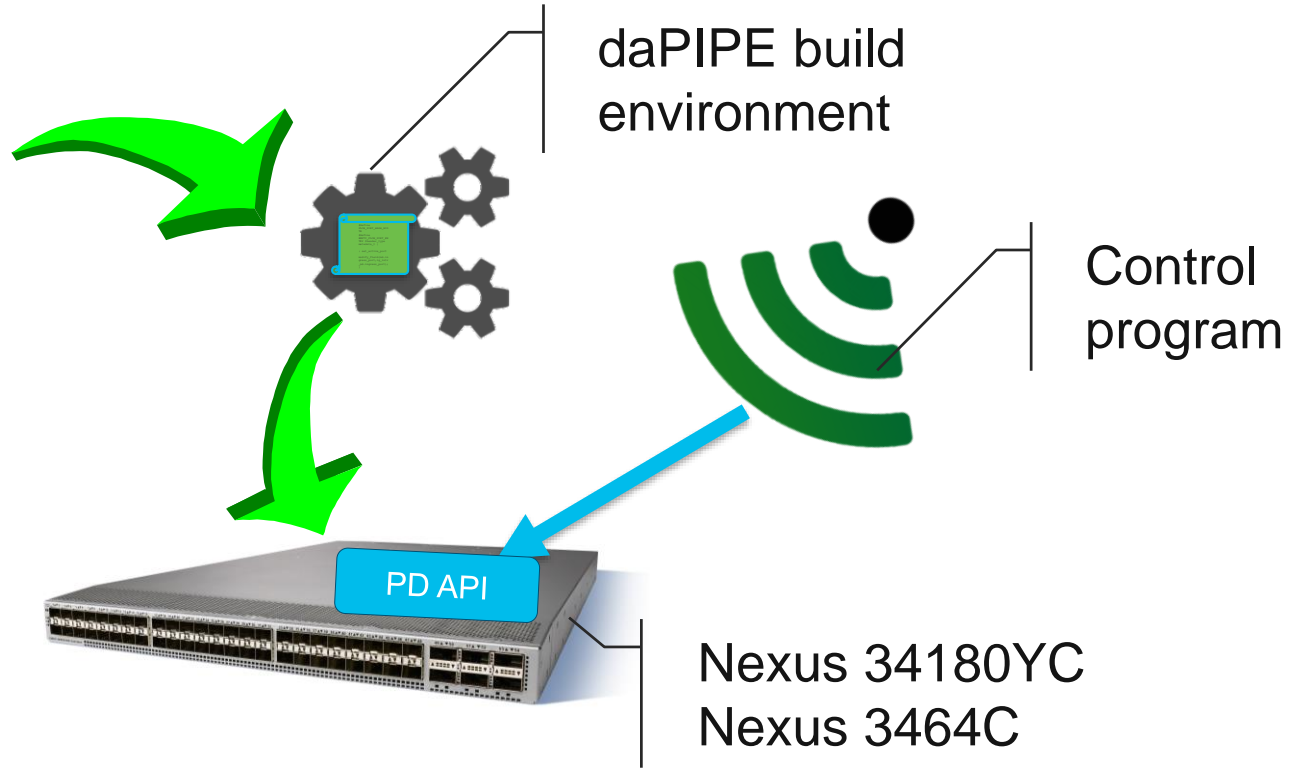 daPIPE build
environment
Control
program
PD API
Nexus 34180YC
Nexus 3464C